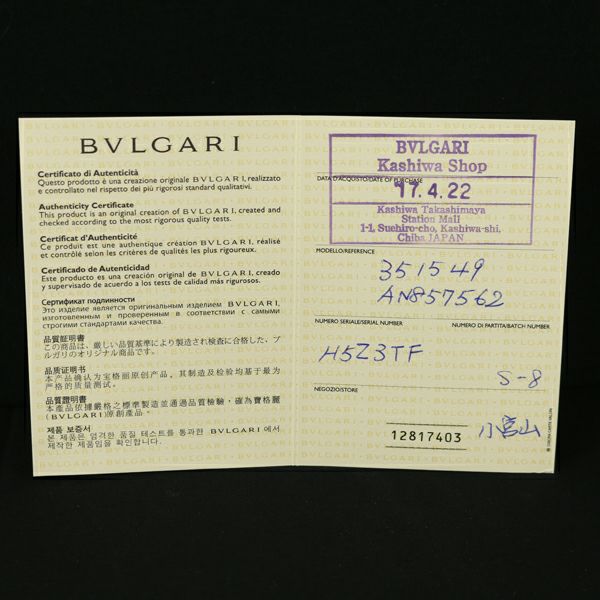 BVLGARI
Certificato di Autenticità
Questo prodotto è una creazione originale BVLGARI, realizzato
e controllato nel rispetto dei più rigorosi standard qualitativi.
Authenticity Certificate
This product is an original creation of BVLGARI, created and
checked according to the most rigorous quality tests.
Certificat d'Authenticité
Ce produit est une authentique création BVLGARI, réalisé
et contrôlé selon les critères de qualités les plus rigoureux.
Certificado de Autenticidad
Este producto es una creación original de BVLGARI, creado
y supervisado de acuerdo a los tests de calidad más rigurosos.
Сертификат подлинности
Это изделие является оригинальным изделием BVLGARI,
изготовленным и проверенным в соответствии с самыми
строгими стандартами качества.
品質証明書
この商品は、厳しい品質基準により製造され検査に合格した、ブ
ルガリのオリジナル商品です。
品质证明书
本产品确认为宝格丽原创产品，其制造及检验均基于最为
严格的质量测试。
品質證明書
本產品依據嚴格之標準製造並通過品質檢驗，確為寶格麗
(BVLGARI)原創產品。
제품 보증서
본 제품은 엄격한 품질 테스트를 통과한 BVLGARI 에서
제작한 제품임을 확인합니다.
BVLGARI
Kashiwa Shop
DATA D'ACQUISTO/DATE OF PURCHASE
'17.4.22
Kashiwa Takashimaya
Station Mall
1-1, Suehiro-cho, Kashiwa-shi,
Chiba JAPAN
MODELLO/REFERENCE
351549
AN857562
NUMERO SERIALE/SERIAL NUMBER
NUMERO DI PARTITA/BATCH NUMBER
H5Z3TF
S-8
NEGOZIO/STORE
12817403
小宮山